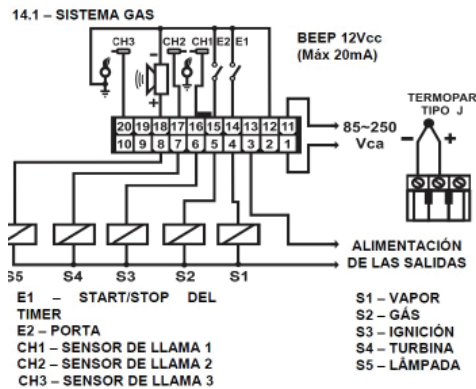 14.1 – SISTEMA GAS
CH3 CH2 CH1 E2 E1
BEEP 12Vcc
(Máx 20mA)
TERMOPAR
TIPO J
– +
–
+
20 19 18 17 16 15 14 13 12 11
10 9 8 7 6 5 4 3 2 1
85~250
Vca
ALIMENTACIÓN
DE LAS SALIDAS
S5 S4 S3 S2 S1
E1 – START/STOP DEL
TIMER
E2 – PORTA
CH1 – SENSOR DE LLAMA 1
CH2 – SENSOR DE LLAMA 2
CH3 – SENSOR DE LLAMA 3
S1 – VAPOR
S2 – GÁS
S3 – IGNICIÓN
S4 – TURBINA
S5 – LÂMPADA